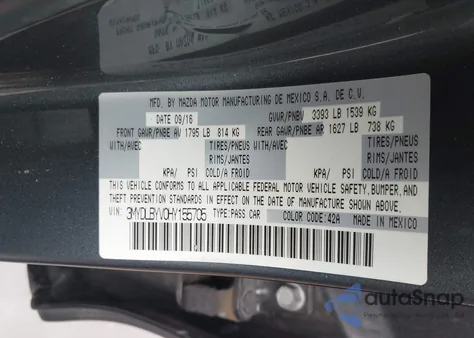 MFD. BY MAZDA MOTOR MANUFACTURING DE MEXICO S.A. DE C.V.
DATE 09/16 GVWR/PNBV 3393 LB 1539 KG
FRONT GAWR/PNBE AV 1795 LB 814 KG REAR GAWR/PNBE AR 1627 LB 738 KG
WITH/AVEC TIRES/PNEUS WITH/AVEC TIRES/PNEUS
RIMS/JANTES RIMS/JANTES
KPA/ PSI COLD/A FROID KPA/ PSI COLD/A FROID
THIS VEHICLE CONFORMS TO ALL APPLICABLE FEDERAL MOTOR VEHICLE SAFETY, BUMPER, AND
THEFT PREVENTION STANDARDS IN EFFECT ON THE DATE OF MANUFACTURE SHOWN ABOVE.
VIN: 3MYDLBYV0HY155705 TYPE:PASS CAR COLOR CODE:42A MADE IN MEXICO
autoSnap